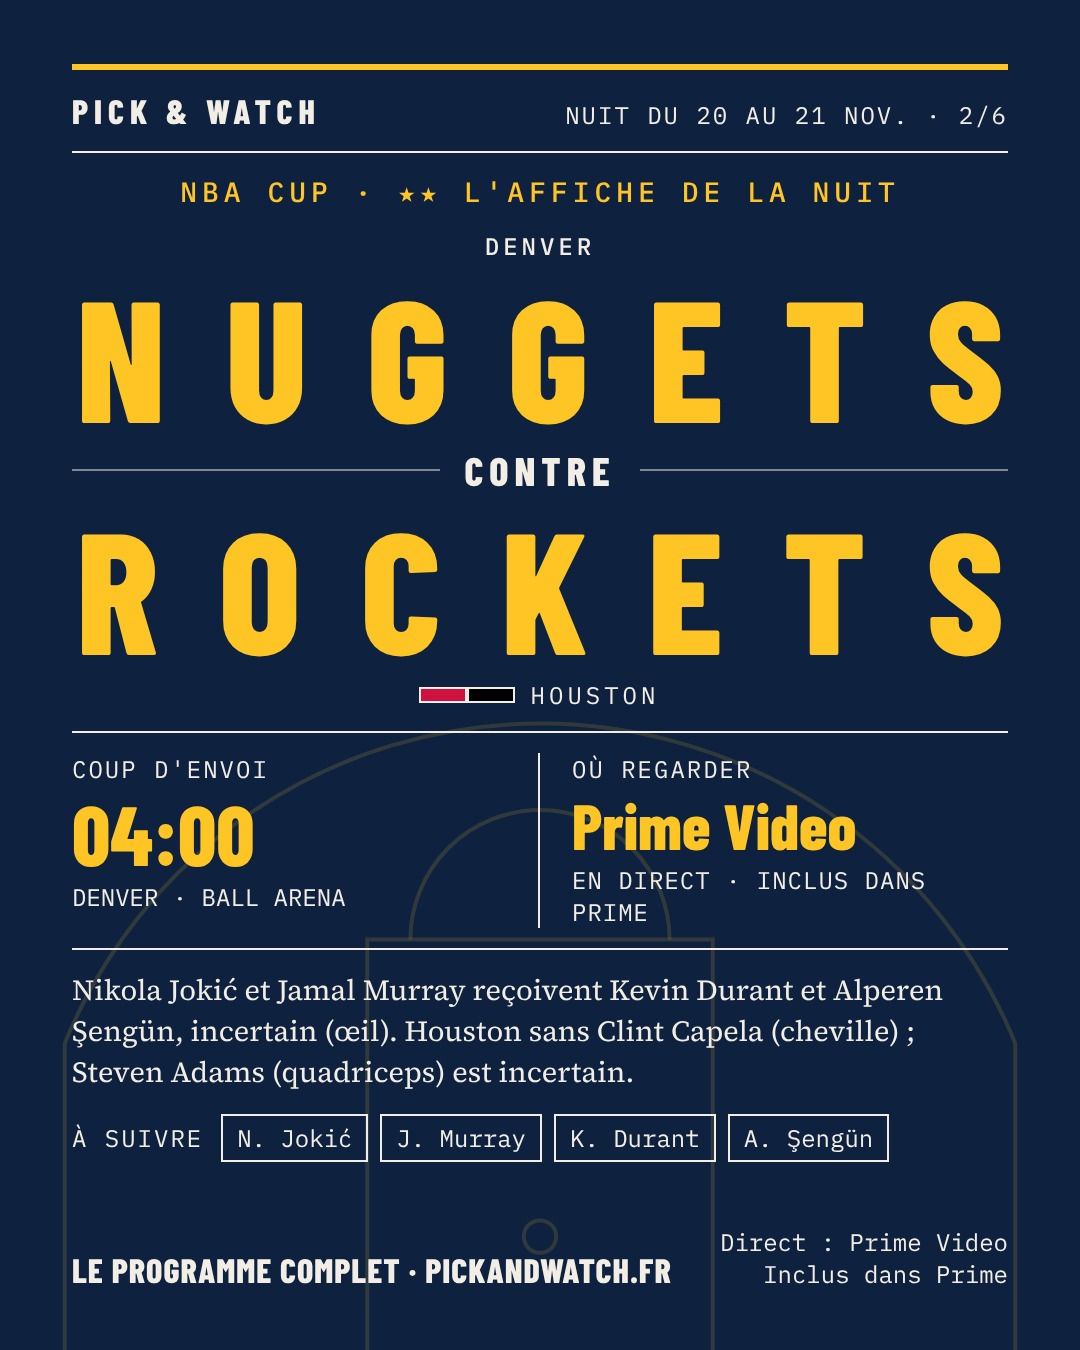 PICK & WATCH
NUIT DU 20 AU 21 NOV. · 2/6
NBA CUP · ★★ L'AFFICHE DE LA NUIT
DENVER
NUGGETS
CONTRE
ROCKETS
HOUSTON
COUP D'ENVOI
04:00
DENVER · BALL ARENA
OÙ REGARDER
Prime Video
EN DIRECT · INCLUS DANS
PRIME
Nikola Jokić et Jamal Murray reçoivent Kevin Durant et Alperen
Şengün, incertain (œil). Houston sans Clint Capela (cheville) ;
Steven Adams (quadriceps) est incertain.
À SUIVRE N. Jokić J. Murray K. Durant A. Şengün
LE PROGRAMME COMPLET · PICKANDWATCH.FR
Direct : Prime Video
Inclus dans Prime